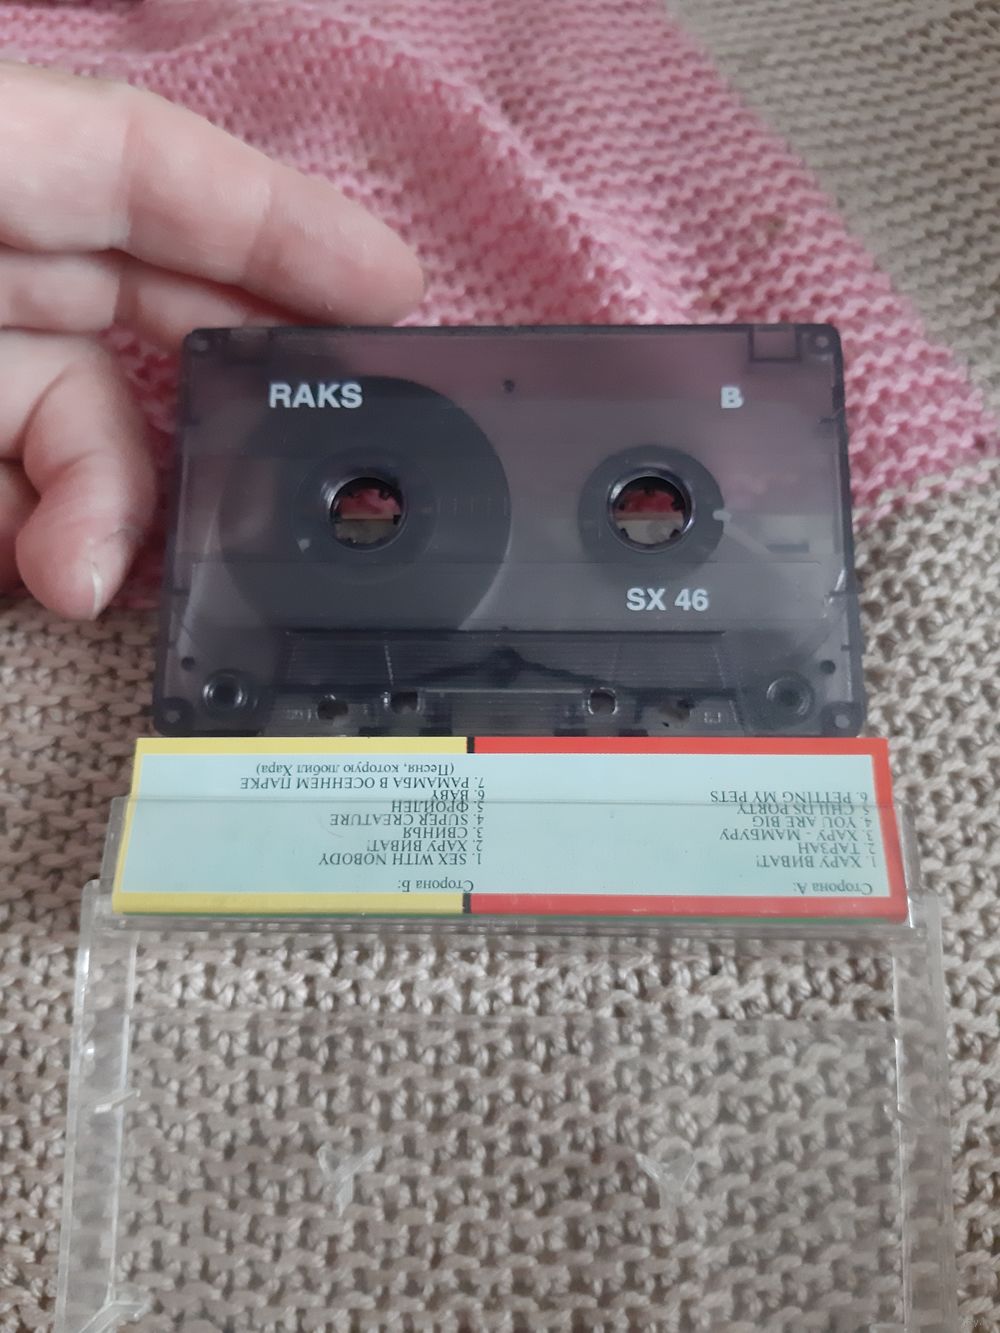 RAKS
B
SX 46
Сторона А:
1. ХАРУ ВИВАТ!
2. ТАРЗАН
3. ХАРУ - МАМБУРУ
4. YOU ARE BIG
5. CHILDS PORTY
6. PETTING MY PETS
Сторона Б:
1. SEX WITH NOBODY
2. ХАРУ ВИВАТ!
3. СВИНЬЯ
4. SUPER CREATURE
5. ФРОЙЛЕН
6. BABY
7. РАМАМБА В ОСЕННЕМ ПАРКЕ
(Песня, которую любил Хара)